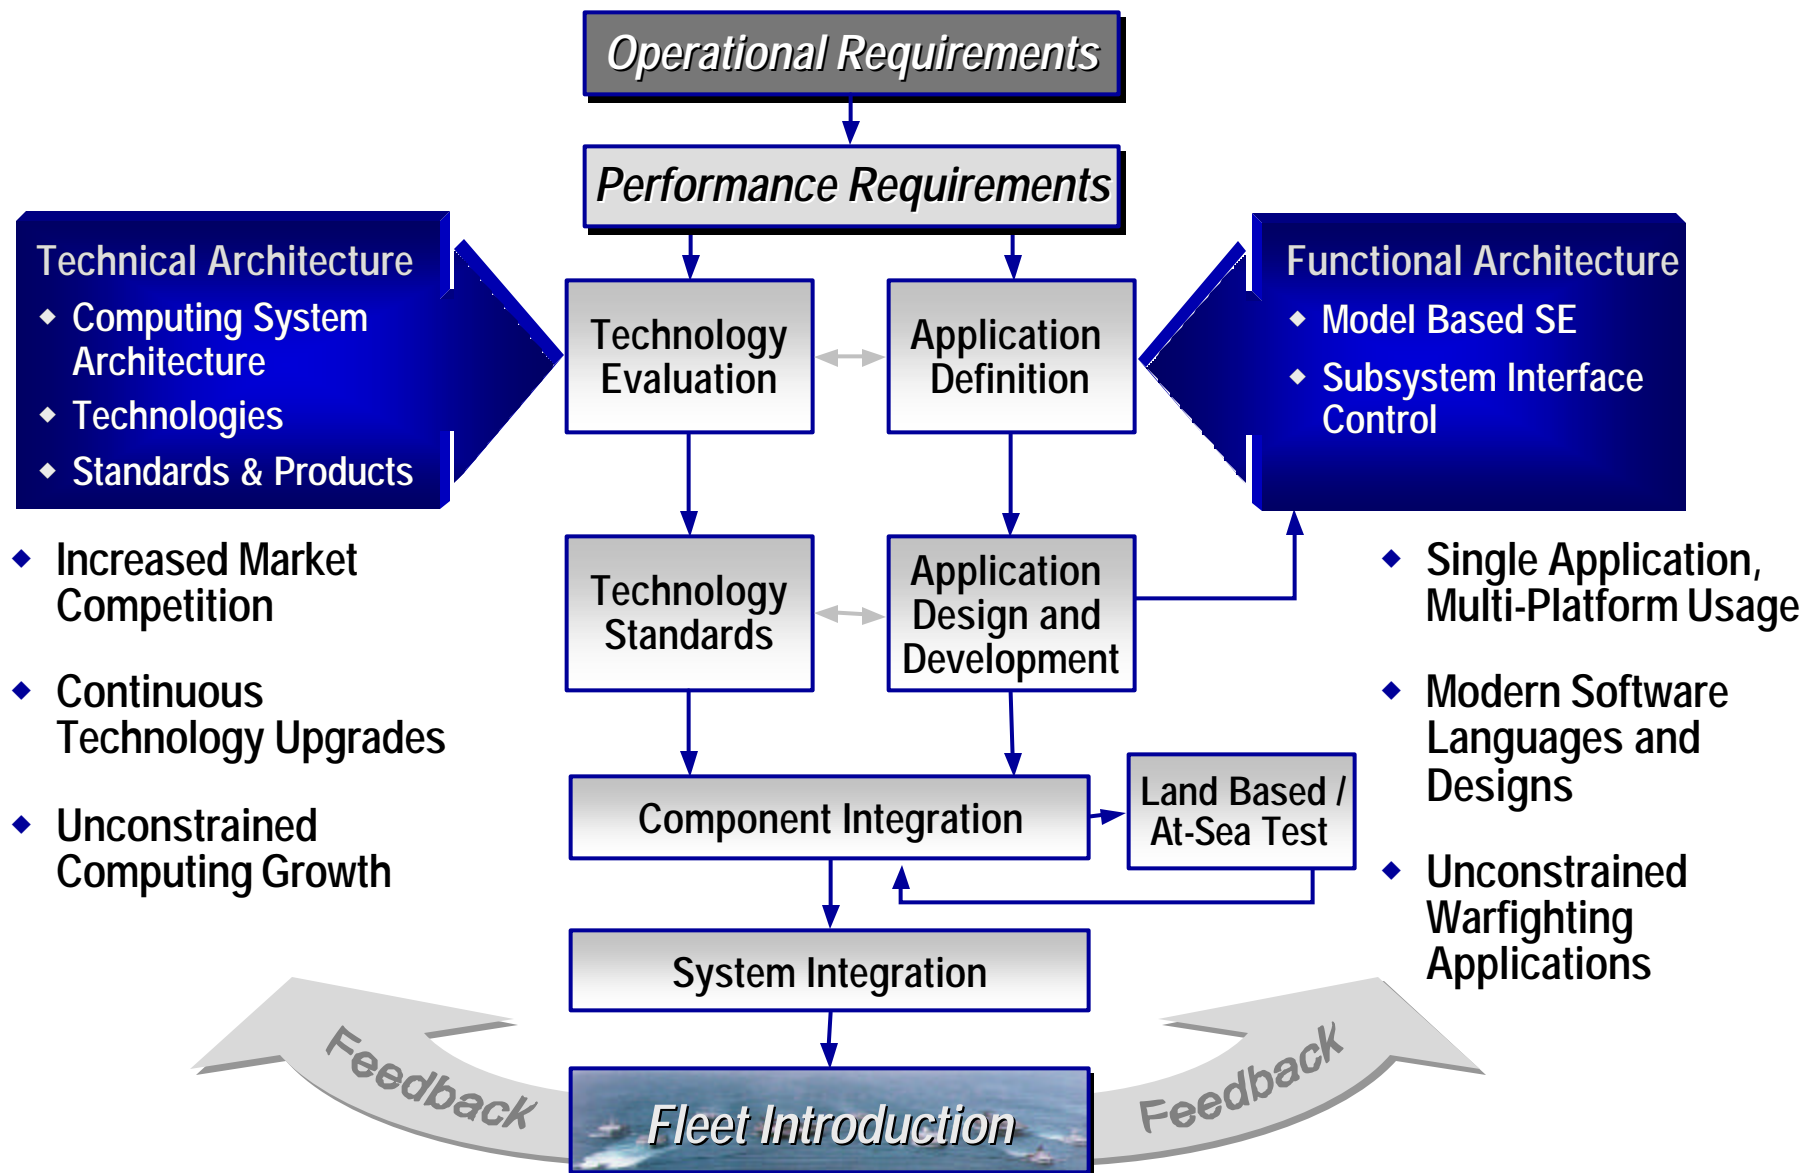 Operational Requirements
Performance Requirements
Technical Architecture
Computing System
Architecture
Technologies
Standards & Products
Technology
Evaluation
Application
Definition
Functional Architecture
Model Based SE
Subsystem Interface
Control
Increased Market
Competition
Continuous
Technology Upgrades
Unconstrained
Computing Growth
Technology
Standards
Application
Design and
Development
Single Application,
Multi-Platform Usage
Modern Software
Languages and
Designs
Unconstrained
Warfighting
Applications
Component Integration
Land Based /
At-Sea Test
System Integration
Feedback
Fleet Introduction
Feedback